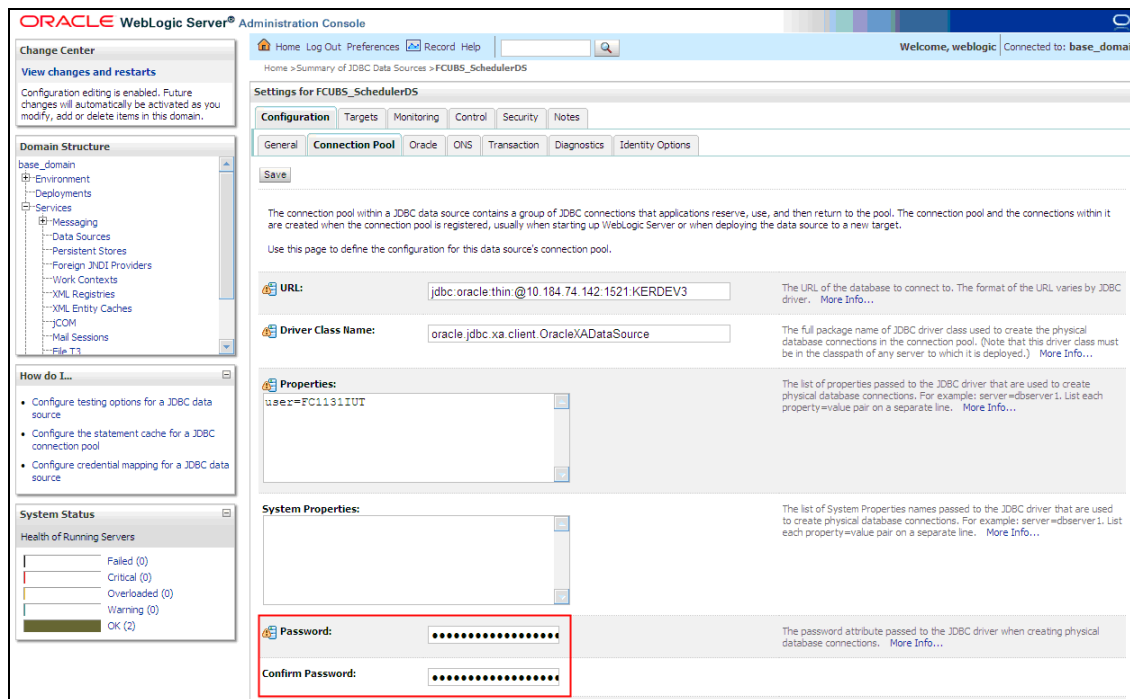 ORACLE WebLogic Server® Administration Console
Change Center
View changes and restarts
Configuration editing is enabled. Future
changes will automatically be activated as you
modify, add or delete items in this domain.
Domain Structure
base_domain
Environment
Deployments
Services
Messaging
Data Sources
Persistent Stores
Foreign JNDI Providers
Work Contexts
XML Registries
XML Entity Caches
jCOM
Mail Sessions
File T3
How do I...
Configure testing options for a JDBC data
source
Configure the statement cache for a JDBC
connection pool
Configure credential mapping for a JDBC data
source
System Status
Health of Running Servers
Failed (0)
Critical (0)
Overloaded (0)
Warning (0)
OK (2)
Home Log Out Preferences Record Help
Welcome, weblogic Connected to: base_domai
Home >Summary of JDBC Data Sources >FCUBS_SchedulerDS
Settings for FCUBS_SchedulerDS
Configuration Targets Monitoring Control Security Notes
General Connection Pool Oracle ONS Transaction Diagnostics Identity Options
Save
The connection pool within a JDBC data source contains a group of JDBC connections that applications reserve, use, and then return to the pool. The connection pool and the connections within it
are created when the connection pool is registered, usually when starting up WebLogic Server or when deploying the data source to a new target.
Use this page to define the configuration for this data source's connection pool.
URL: jdbc:oracle:thin:@10.184.74.142:1521:KERDEV3
The URL of the database to connect to. The format of the URL varies by JDBC
driver. More Info...
Driver Class Name: oracle.jdbc.xa.client.OracleXADataSource
The full package name of JDBC driver class used to create the physical
database connections in the connection pool. (Note that this driver class must
be in the classpath of any server to which it is deployed.) More Info...
Properties:
user=FC1131IUT
The list of properties passed to the JDBC driver that are used to create
physical database connections. For example: server=dbserver1. List each
property=value pair on a separate line. More Info...
System Properties:
The list of System Properties names passed to the JDBC driver that are used
to create physical database connections. For example: server=dbserver1. List
each property=value pair on a separate line. More Info...
Password: ●●●●●●●●●●●●●●●●●●
The password attribute passed to the JDBC driver when creating physical
database connections. More Info...
Confirm Password: ●●●●●●●●●●●●●●●●●●